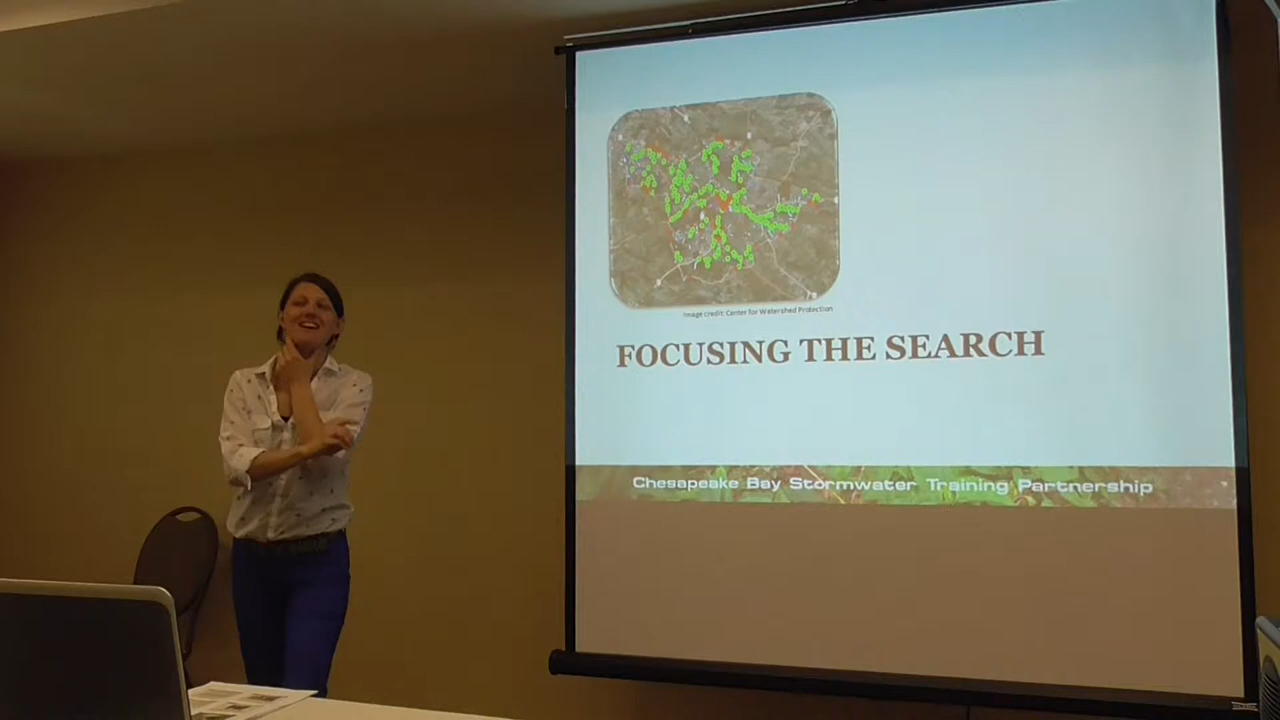 Image credit: Center for Watershed Protection
FOCUSING THE SEARCH
Chesapeake Bay Stormwater Training Partnership